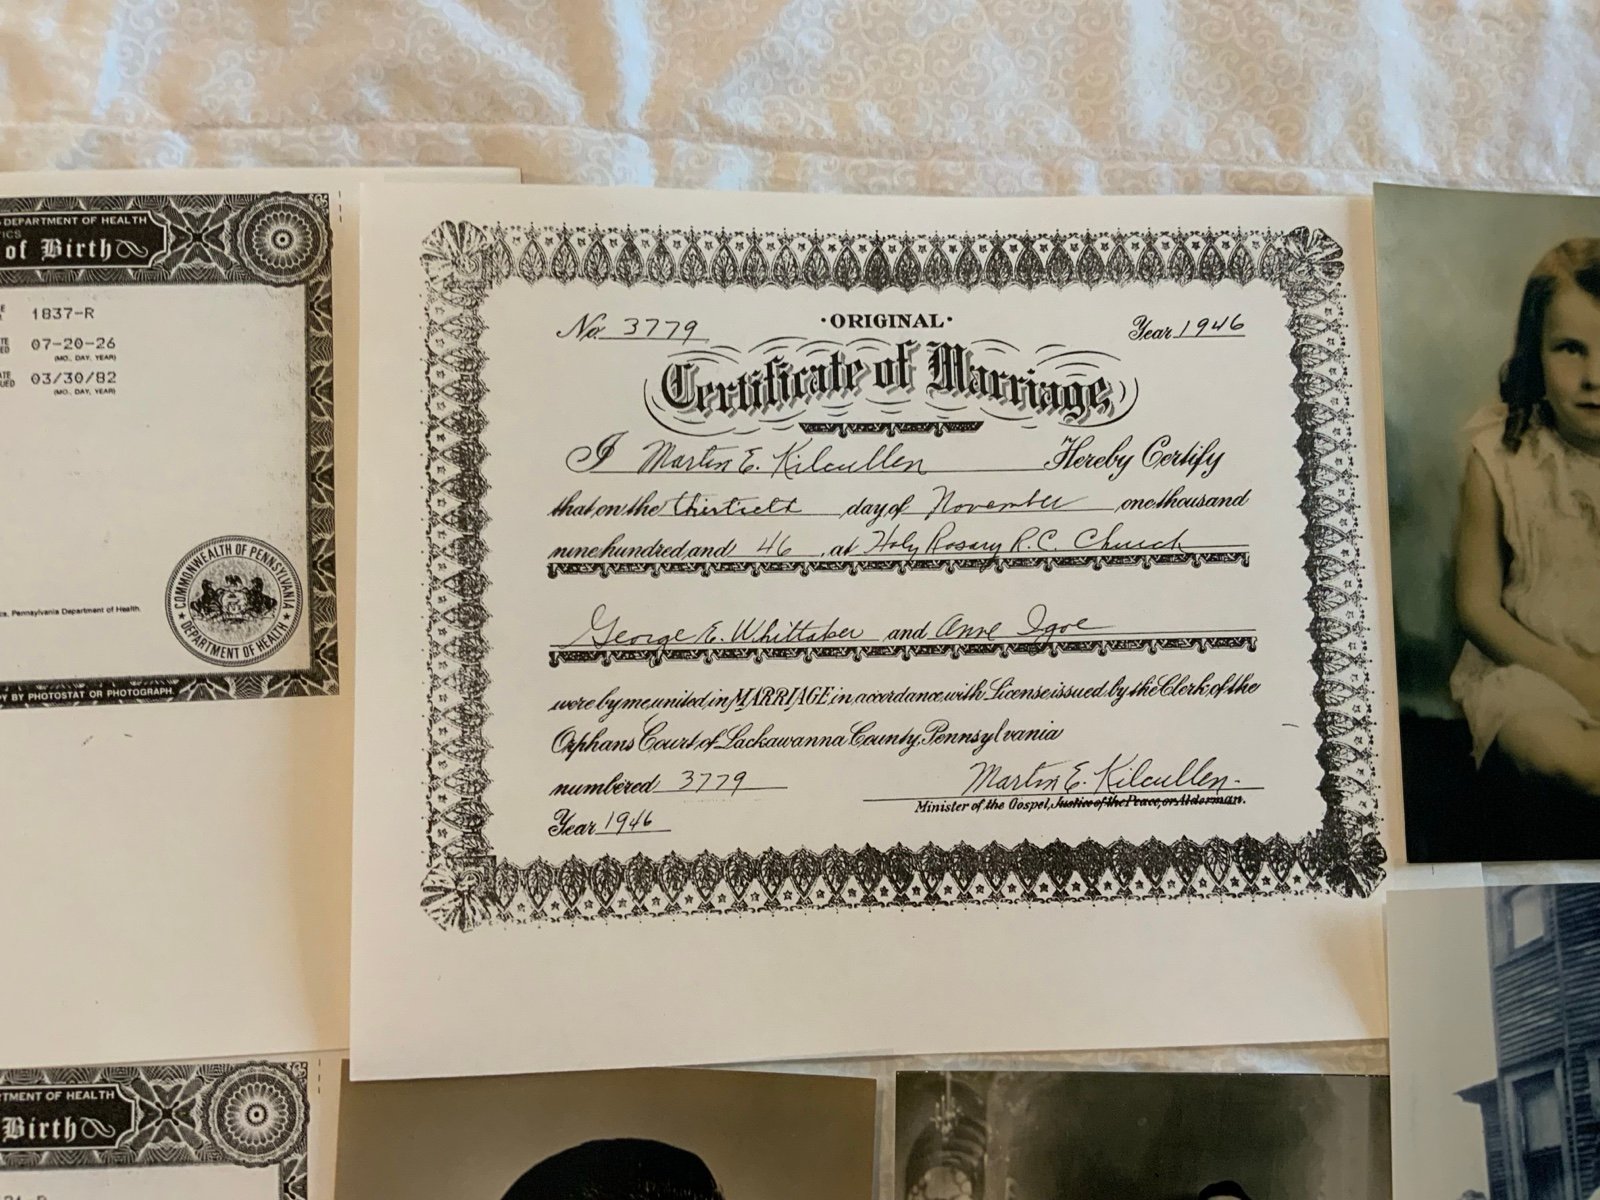 DEPARTMENT OF HEALTH
of Birth
1837-R
07-20-26
(MO., DAY, YEAR)
03/30/82
(MO., DAY, YEAR)
COMMONWEALTH OF PENNSYLVANIA
DEPARTMENT OF HEALTH
Pennsylvania Department of Health.
BY PHOTOSTAT OR PHOTOGRAPH.
No. 3779 ·ORIGINAL· Year 1946
Certificate of Marriage
I Martin E. Kilcullen Hereby Certify
that on the thirtieth day of November one thousand
nine hundred and 46 at Holy Rosary R.C. Church
George E. Whittaker and Anne Igoe
were by me united in MARRIAGE in accordance with License issued by the Clerk of the
Orphans Court of Lackawanna County, Pennsylvania
numbered 3779 Martin E. Kilcullen
Minister of the Gospel, Justice of the Peace, or Alderman.
Year 1946
OF HEALTH
Birth